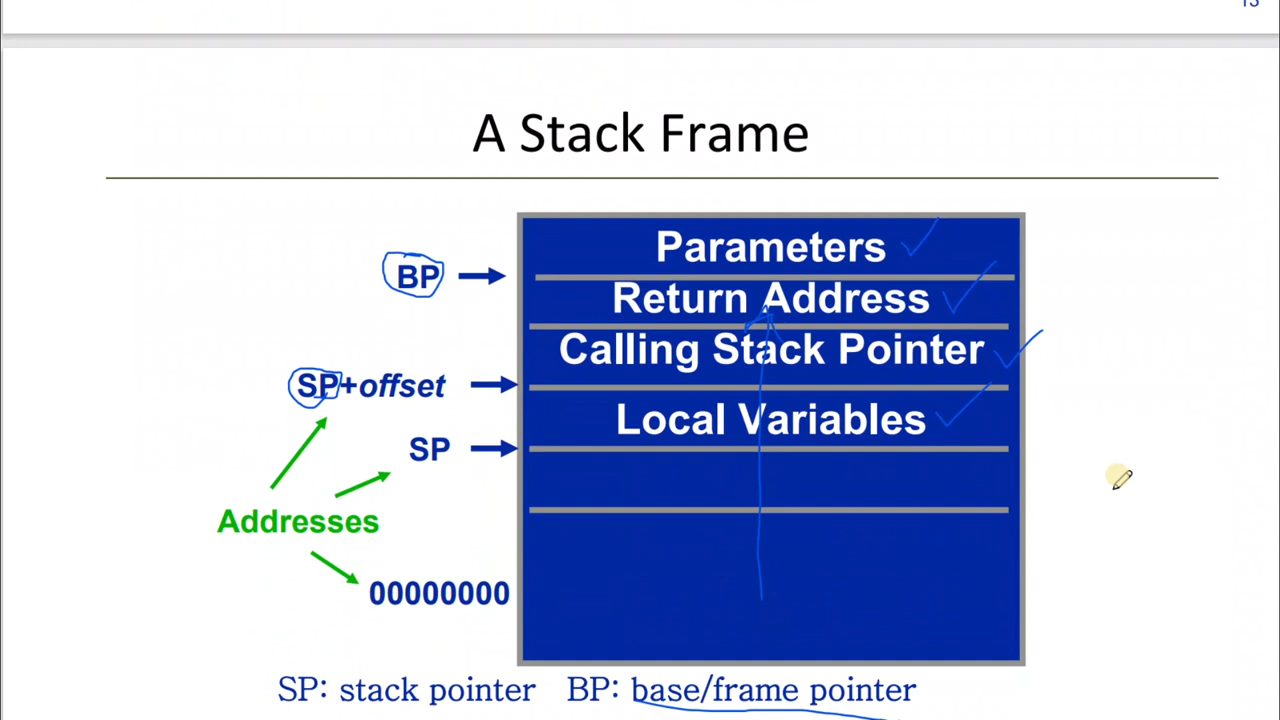 13
A Stack Frame
Parameters
BP
Return Address
Calling Stack Pointer
SP+offset
Local Variables
SP
Addresses
00000000
SP: stack pointer BP: base/frame pointer